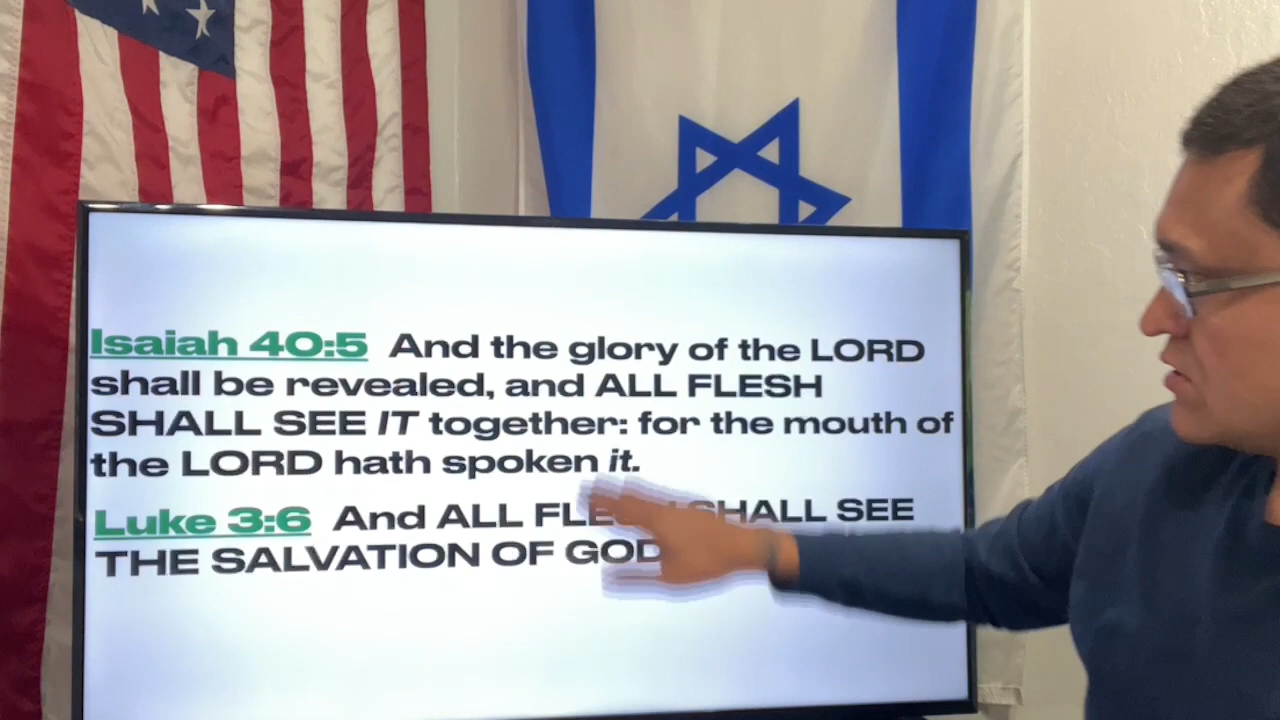 Isaiah 40:5 And the glory of the LORD
shall be revealed, and ALL FLESH
SHALL SEE IT together: for the mouth of
the LORD hath spoken it.
Luke 3:6 And ALL SHALL SEE
THE SALVATION OF GOD